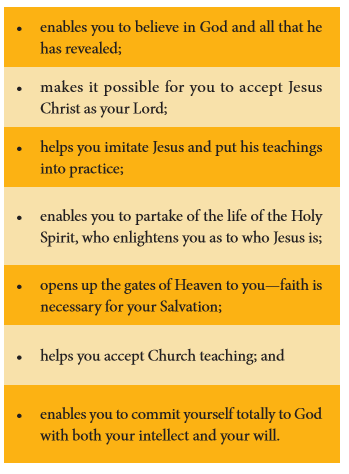 • enables you to believe in God and all that he
has revealed;
• makes it possible for you to accept Jesus
Christ as your Lord;
• helps you imitate Jesus and put his teachings
into practice;
• enables you to partake of the life of the Holy
Spirit, who enlightens you as to who Jesus is;
• opens up the gates of Heaven to you—faith is
necessary for your Salvation;
• helps you accept Church teaching; and
• enables you to commit yourself totally to God
with both your intellect and your will.